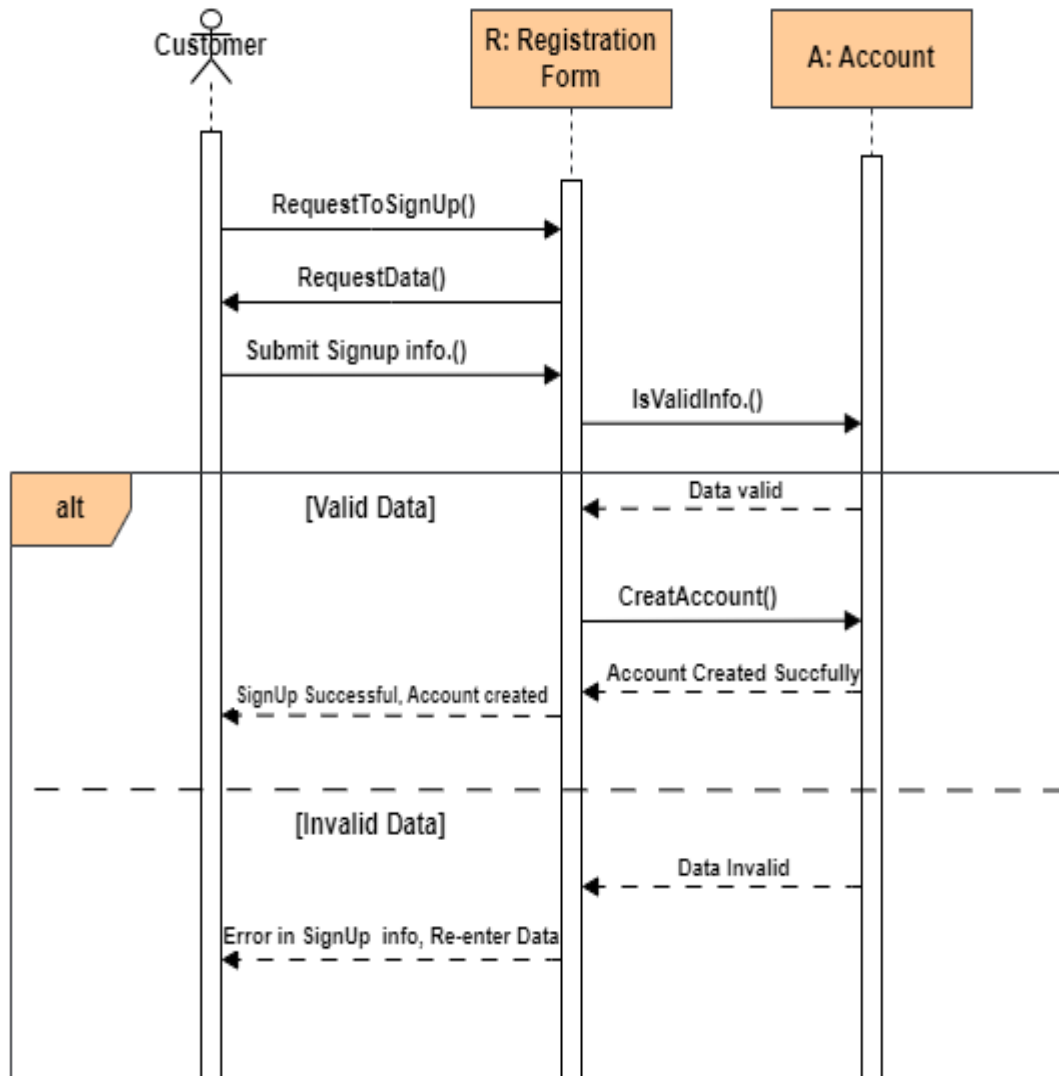 Customer
R: Registration
Form
A: Account
RequestToSignUp()
RequestData()
Submit Signup info.()
IsValidInfo.()
alt
[Valid Data]
Data valid
CreatAccount()
Account Created Succfully
SignUp Successful, Account created
[Invalid Data]
Data Invalid
Error in SignUp info, Re-enter Data